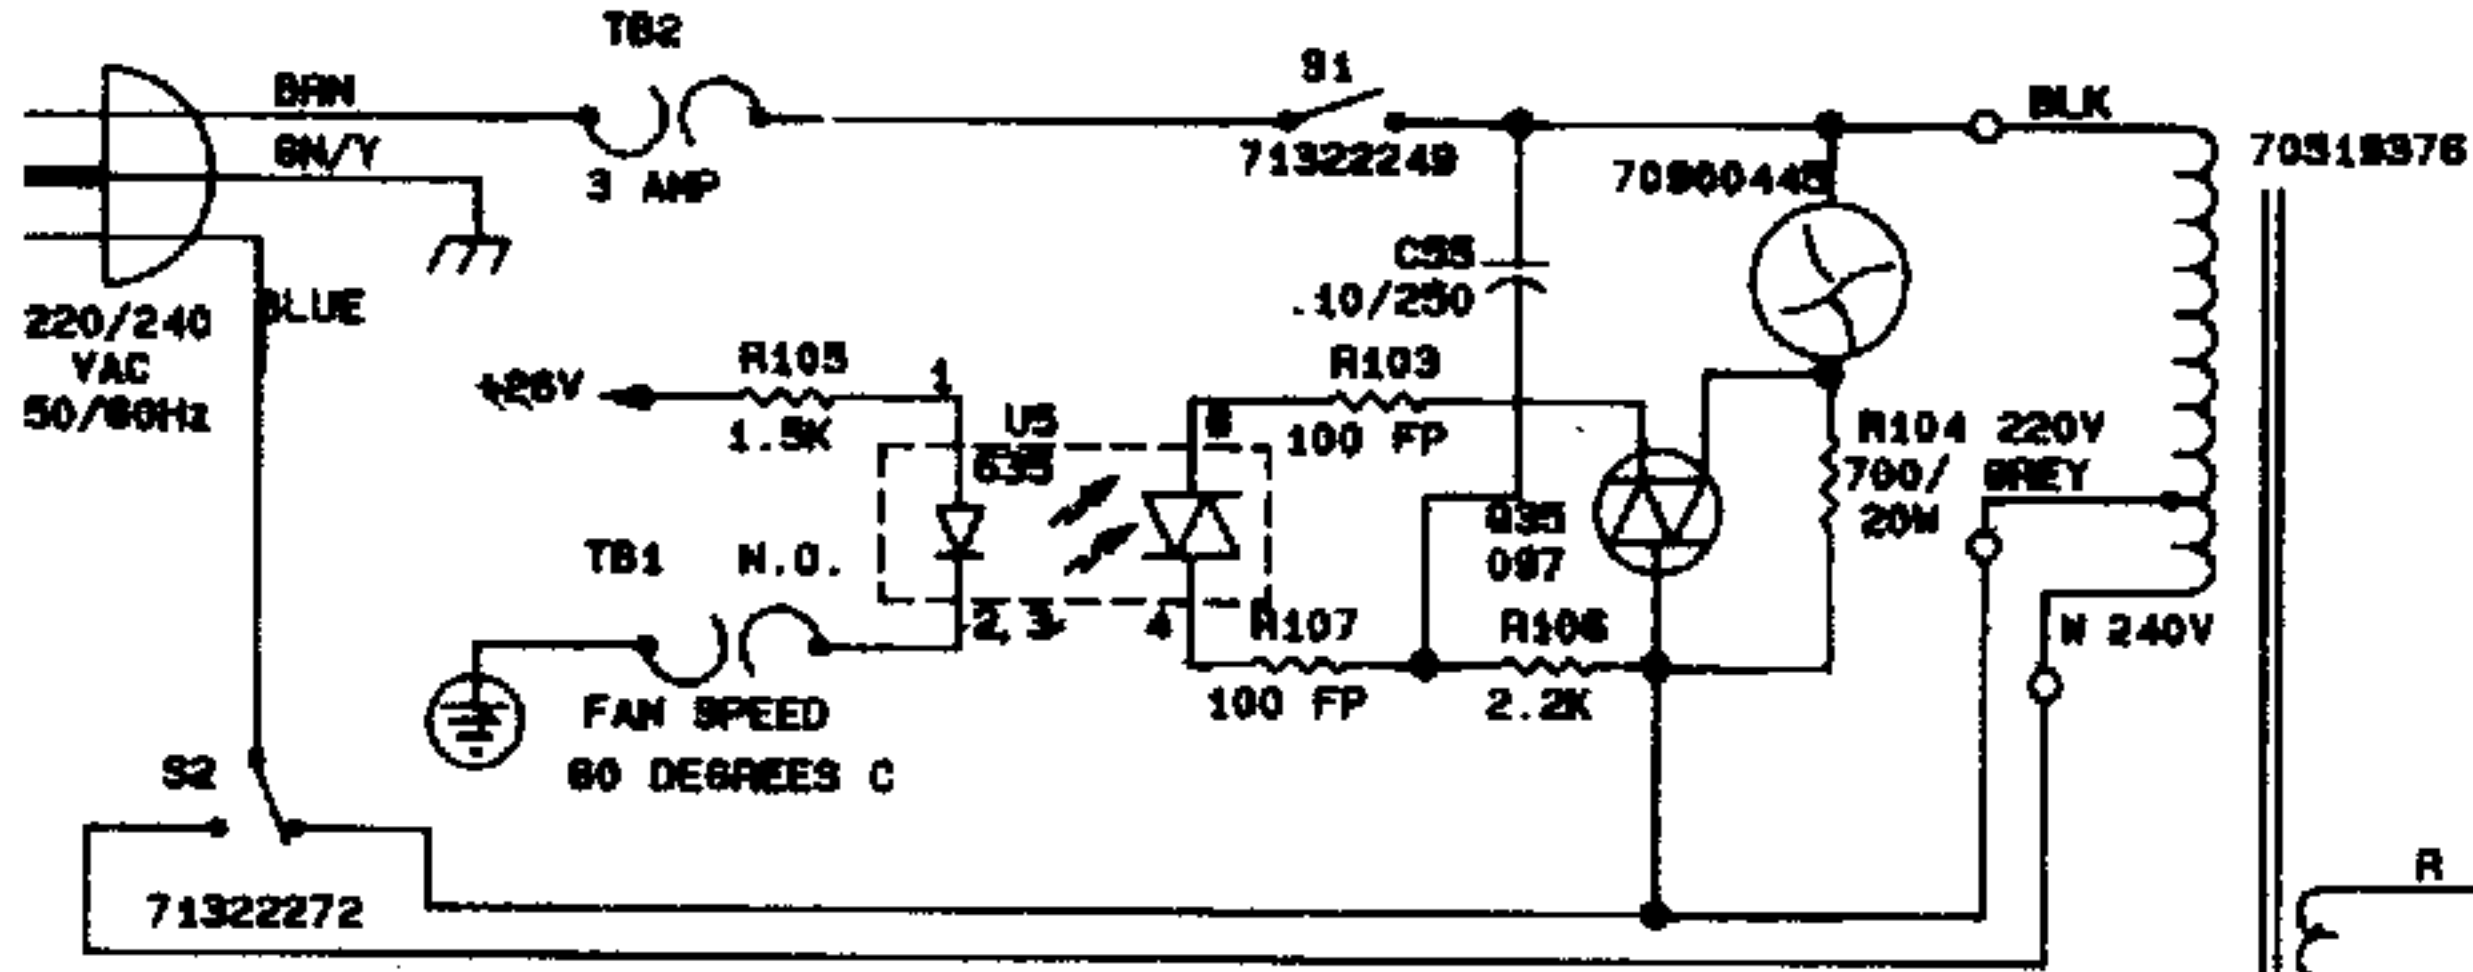 TB2
3 AMP
BRN
GN/Y
BLUE
220/240
VAC
50/60Hz
S1
71322249
BLK
70319376
70900445
C55
.10/250
+26V
R105
1.5K
1
U5
635
6
R103
100 FP
R104 220V
700/ GREY
20W
Q35
097
TB1 N.O.
FAN SPEED
60 DEGREES C
2, 3
4
R107
100 FP
R106
2.2K
W 240V
S2
71322272
R